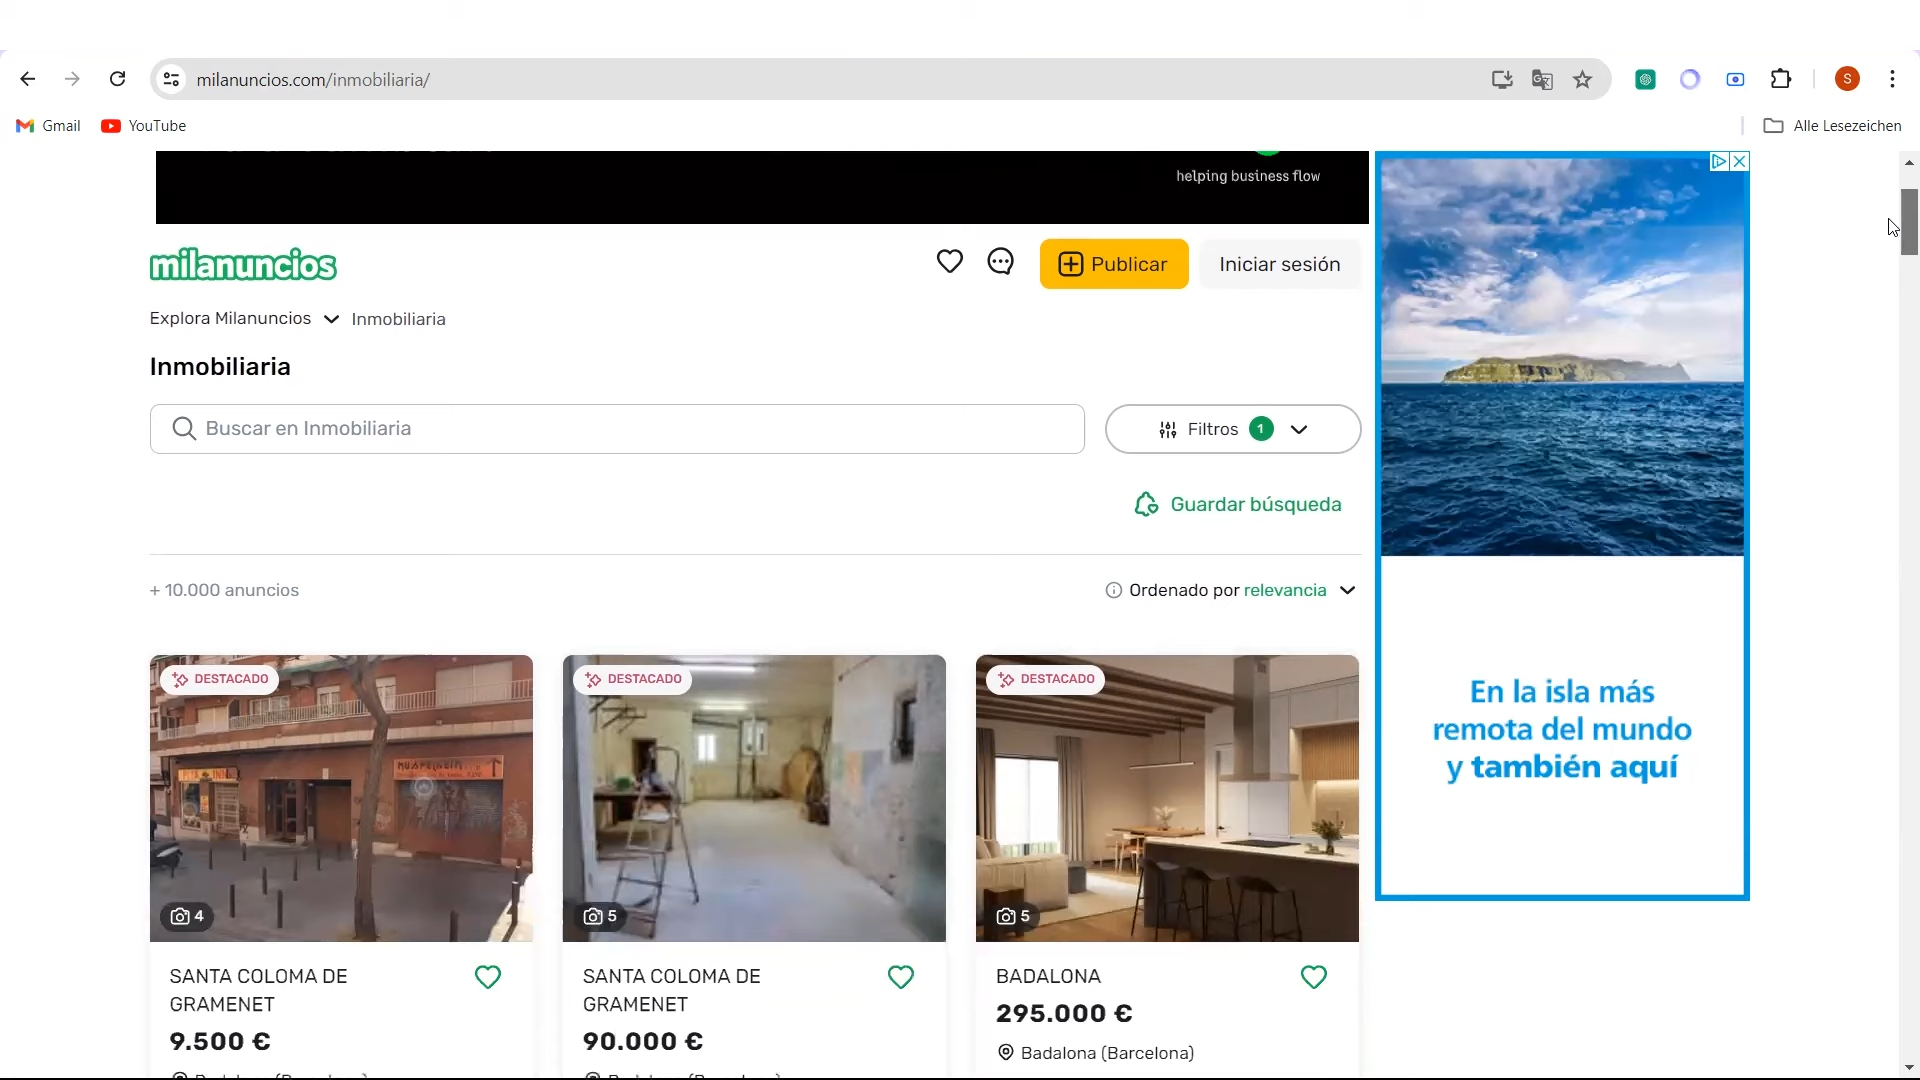 milanuncios.com/inmobiliaria/
S
Gmail
YouTube
Alle Lesezeichen
helping business flow
milanuncios
Publicar
Iniciar sesión
Explora Milanuncios
Inmobiliaria
Inmobiliaria
Buscar en Inmobiliaria
Filtros 1
Guardar búsqueda
+ 10.000 anuncios
Ordenado por relevancia
En la isla más
remota del mundo
y también aquí
DESTACADO
4
SANTA COLOMA DE
GRAMENET
9.500 €
DESTACADO
5
SANTA COLOMA DE
GRAMENET
90.000 €
DESTACADO
5
BADALONA
295.000 €
Badalona (Barcelona)